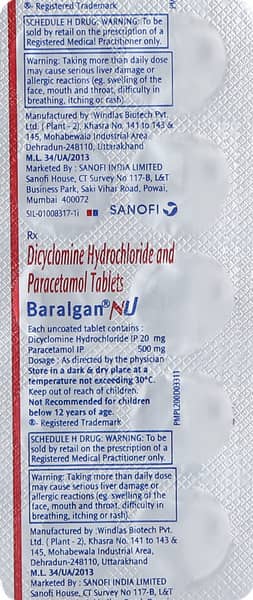 ®- Registered Trademark
SCHEDULE H DRUG: WARNING: To be
sold by retail on the prescription of a
Registered Medical Practitioner only.
Warning: Taking more than daily dose
may cause serious liver damage or
allergic reactions (eg. swelling of the
face, mouth and throat, difficulty in
breathing, itching or rash).
Manufactured by :Windlas Biotech Pvt.
Ltd. ( Plant - 2), Khasra No. 141 to 143 &
145, Mohabewala Industrial Area,
Dehradun-248110, Uttarakhand
M.L. 34/UA/2013
Marketed By : SANOFI INDIA LIMITED
Sanofi House, CT Survey No 117-B, L&T
Business Park, Saki Vihar Road, Powai,
Mumbai 400072
SIL-01008317-1i
SANOFI
Rx
Dicyclomine Hydrochloride and
Paracetamol Tablets
Baralgan® NU
Each uncoated tablet contains :
Dicyclomine Hydrochloride IP 20 mg
Paracetamol IP 500 mg
Dosage : As directed by the physician
Store in a dark & dry place at a
temperature not exceeding 30°C.
Keep out of reach of children.
Not Recommended for children
below 12 years of age.
®- Registered Trademark
PMPL200D03311
SCHEDULE H DRUG: WARNING: To be
sold by retail on the prescription of a
Registered Medical Practitioner only.
Warning: Taking more than daily dose
may cause serious liver damage or
allergic reactions (eg. swelling of the
face, mouth and throat, difficulty in
breathing, itching or rash).
Manufactured by :Windlas Biotech Pvt.
Ltd. ( Plant - 2), Khasra No. 141 to 143 &
145, Mohabewala Industrial Area,
Dehradun-248110, Uttarakhand
M.L. 34/UA/2013
Marketed By : SANOFI INDIA LIMITED
Sanofi House, CT Survey No 117-B, L&T